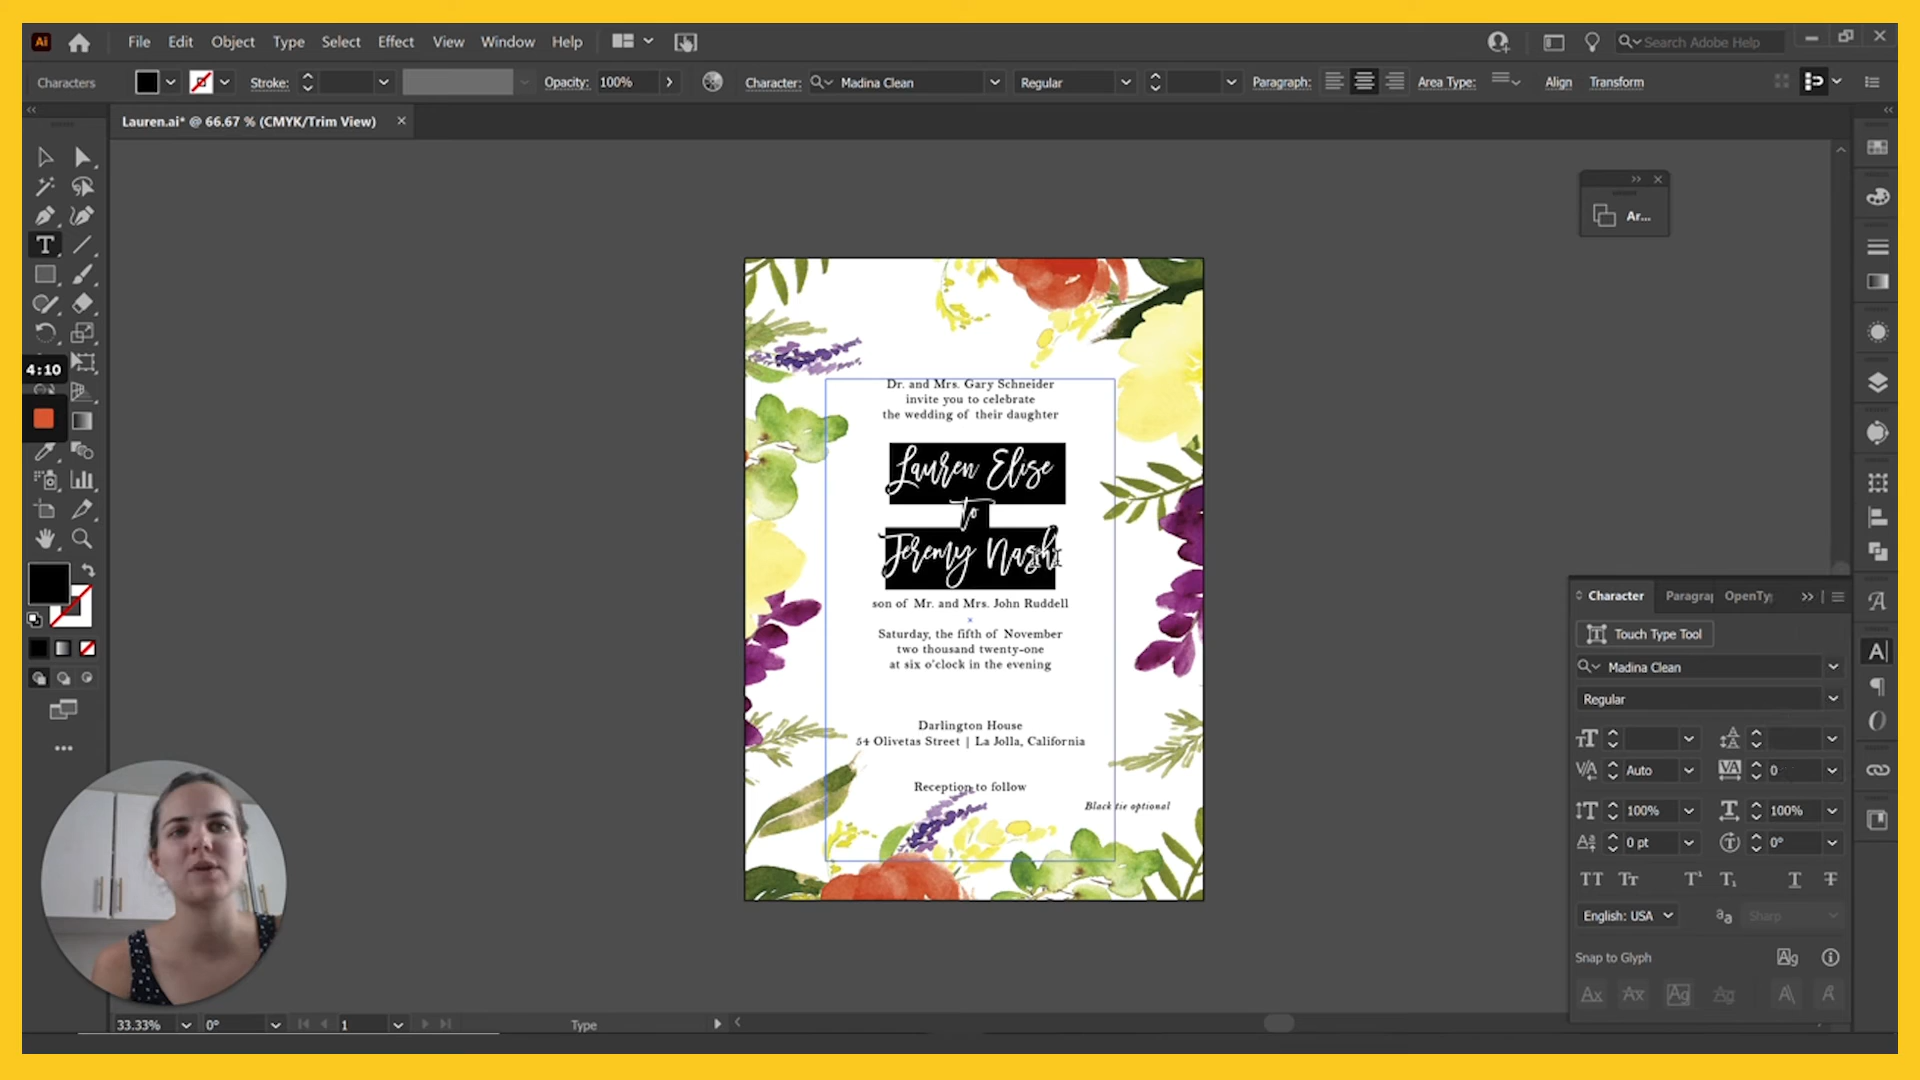 Ai
File Edit Object Type Select Effect View Window Help
Search Adobe Help
Characters
Stroke:
Opacity: 100%
Character: Madina Clean
Regular
Paragraph:
Area Type:
Align
Transform
Lauren.ai* @ 66.67 % (CMYK/Trim View)
Ar...
4:10
Dr. and Mrs. Gary Schneider
invite you to celebrate
the wedding of their daughter
Lauren Elise
to
Jeremy Nash
son of Mr. and Mrs. John Ruddell
Saturday, the fifth of November
two thousand twenty-one
at six o'clock in the evening
Darlington House
54 Olivetas Street | La Jolla, California
Reception to follow
Black tie optional
Character Paragra OpenTy
Touch Type Tool
Madina Clean
Regular
Auto 0
100% 100%
0 pt 0°
English: USA
Sharp
Snap to Glyph
33.33% 0° 1 Type